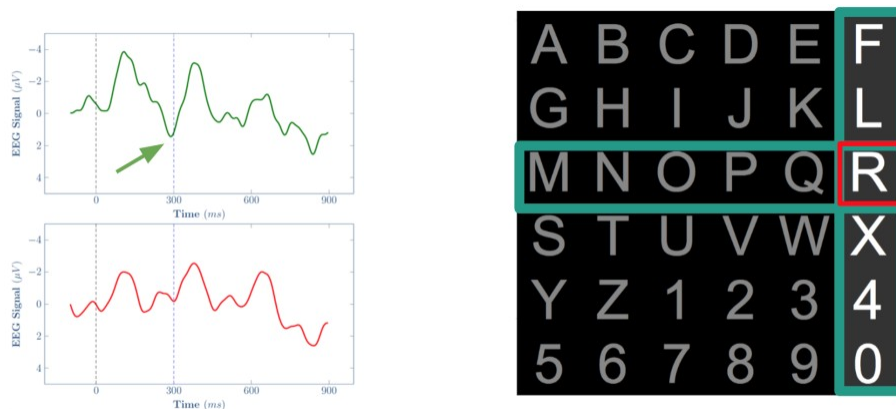 EEG Signal (μV)
−4
−2
0
2
4
0 300 600 900
Time (ms)
EEG Signal (μV)
−4
−2
0
2
4
0 300 600 900
Time (ms)
A B C D E F
G H I J K L
M N O P Q R
S T U V W X
Y Z 1 2 3 4
5 6 7 8 9 0